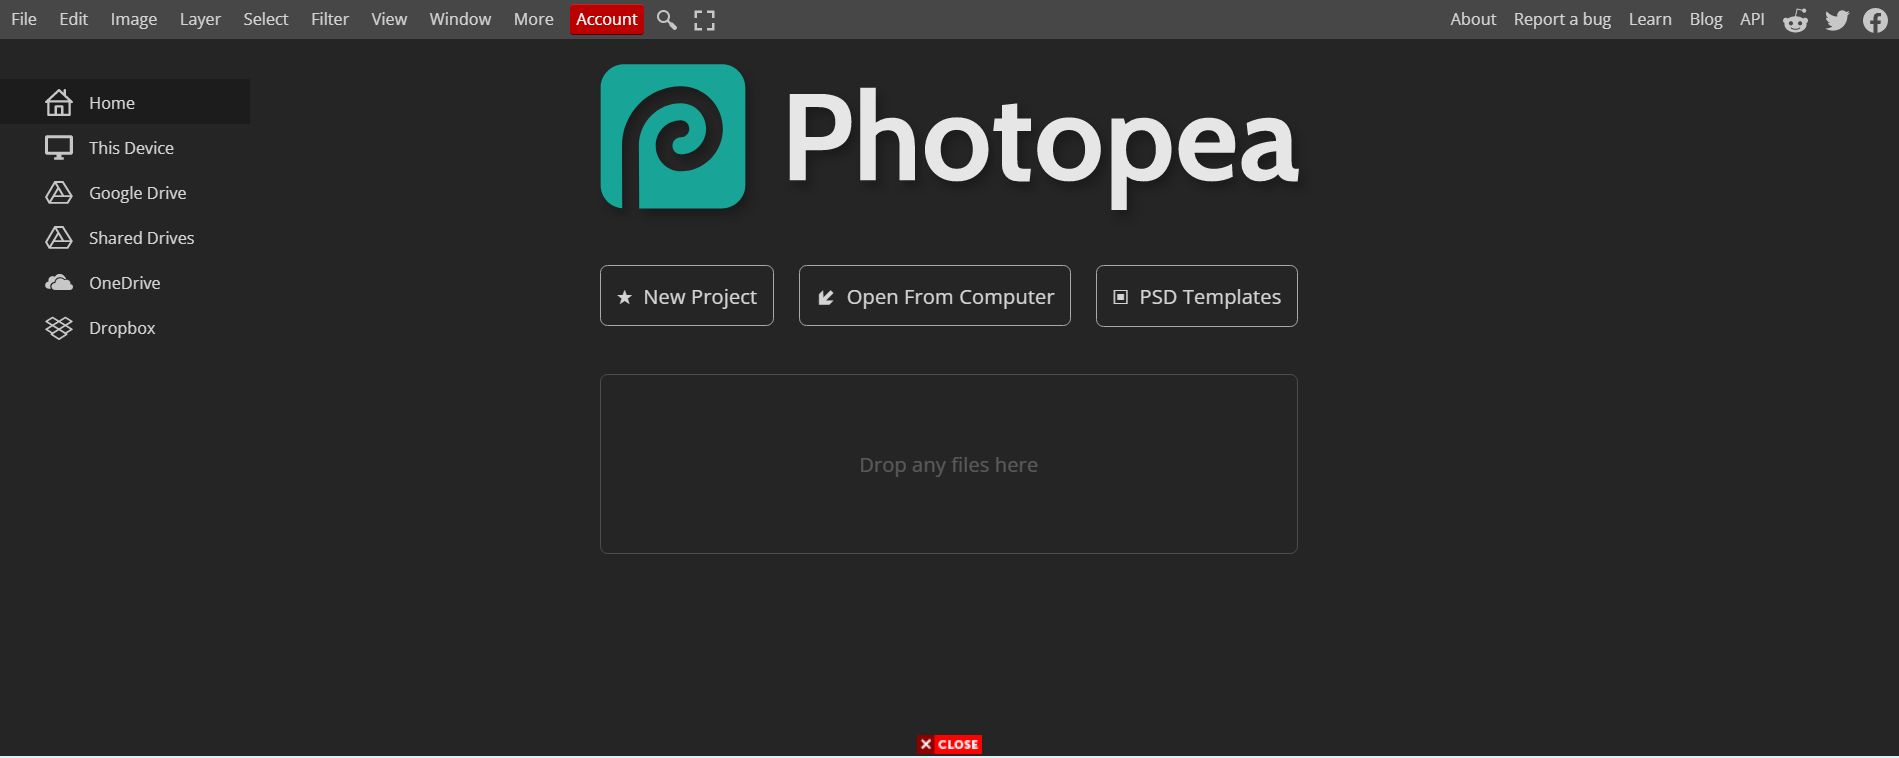 File Edit Image Layer Select Filter View Window More Account About Report a bug Learn Blog API
Home
This Device
Google Drive
Shared Drives
OneDrive
Dropbox
Photopea
New Project Open From Computer PSD Templates
Drop any files here
CLOSE